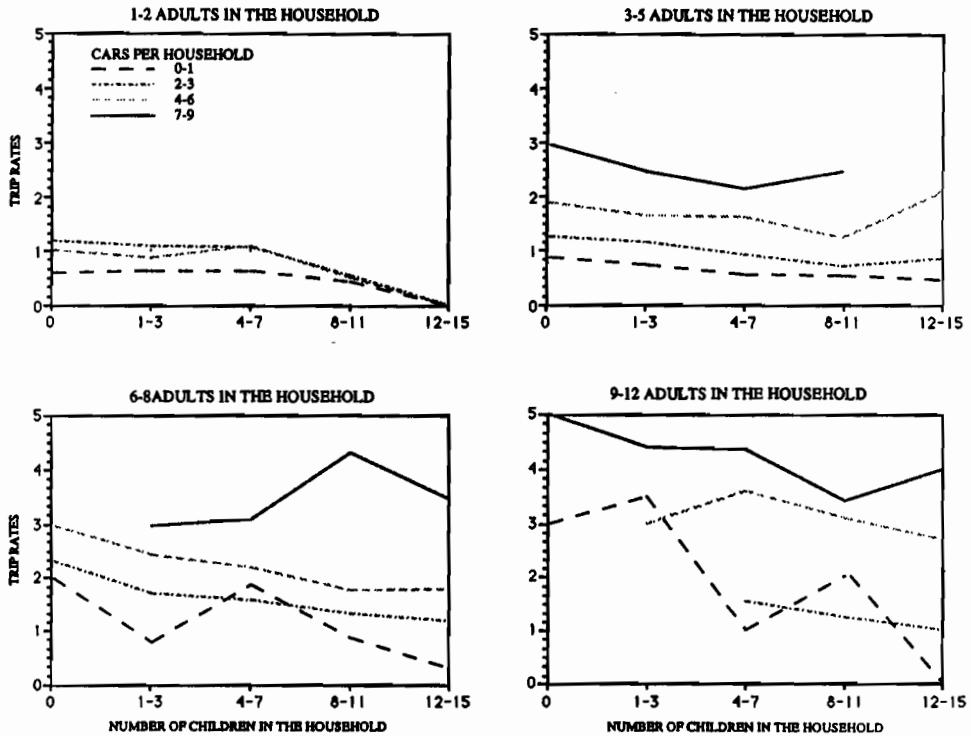 1-2 ADULTS IN THE HOUSEHOLD
5
4
3
2
1
0
TRIP RATES
CARS PER HOUSEHOLD
0-1
2-3
4-6
7-9
0 1-3 4-7 8-11 12-15
3-5 ADULTS IN THE HOUSEHOLD
5
4
3
2
1
0
0 1-3 4-7 8-11 12-15
6-8ADULTS IN THE HOUSEHOLD
5
4
3
2
1
0
TRIP RATES
0 1-3 4-7 8-11 12-15
NUMBER OF CHILDREN IN THE HOUSEHOLD
9-12 ADULTS IN THE HOUSEHOLD
5
4
3
2
1
0
0 1-3 4-7 8-11 12-15
NUMBER OF CHILDREN IN THE HOUSEHOLD